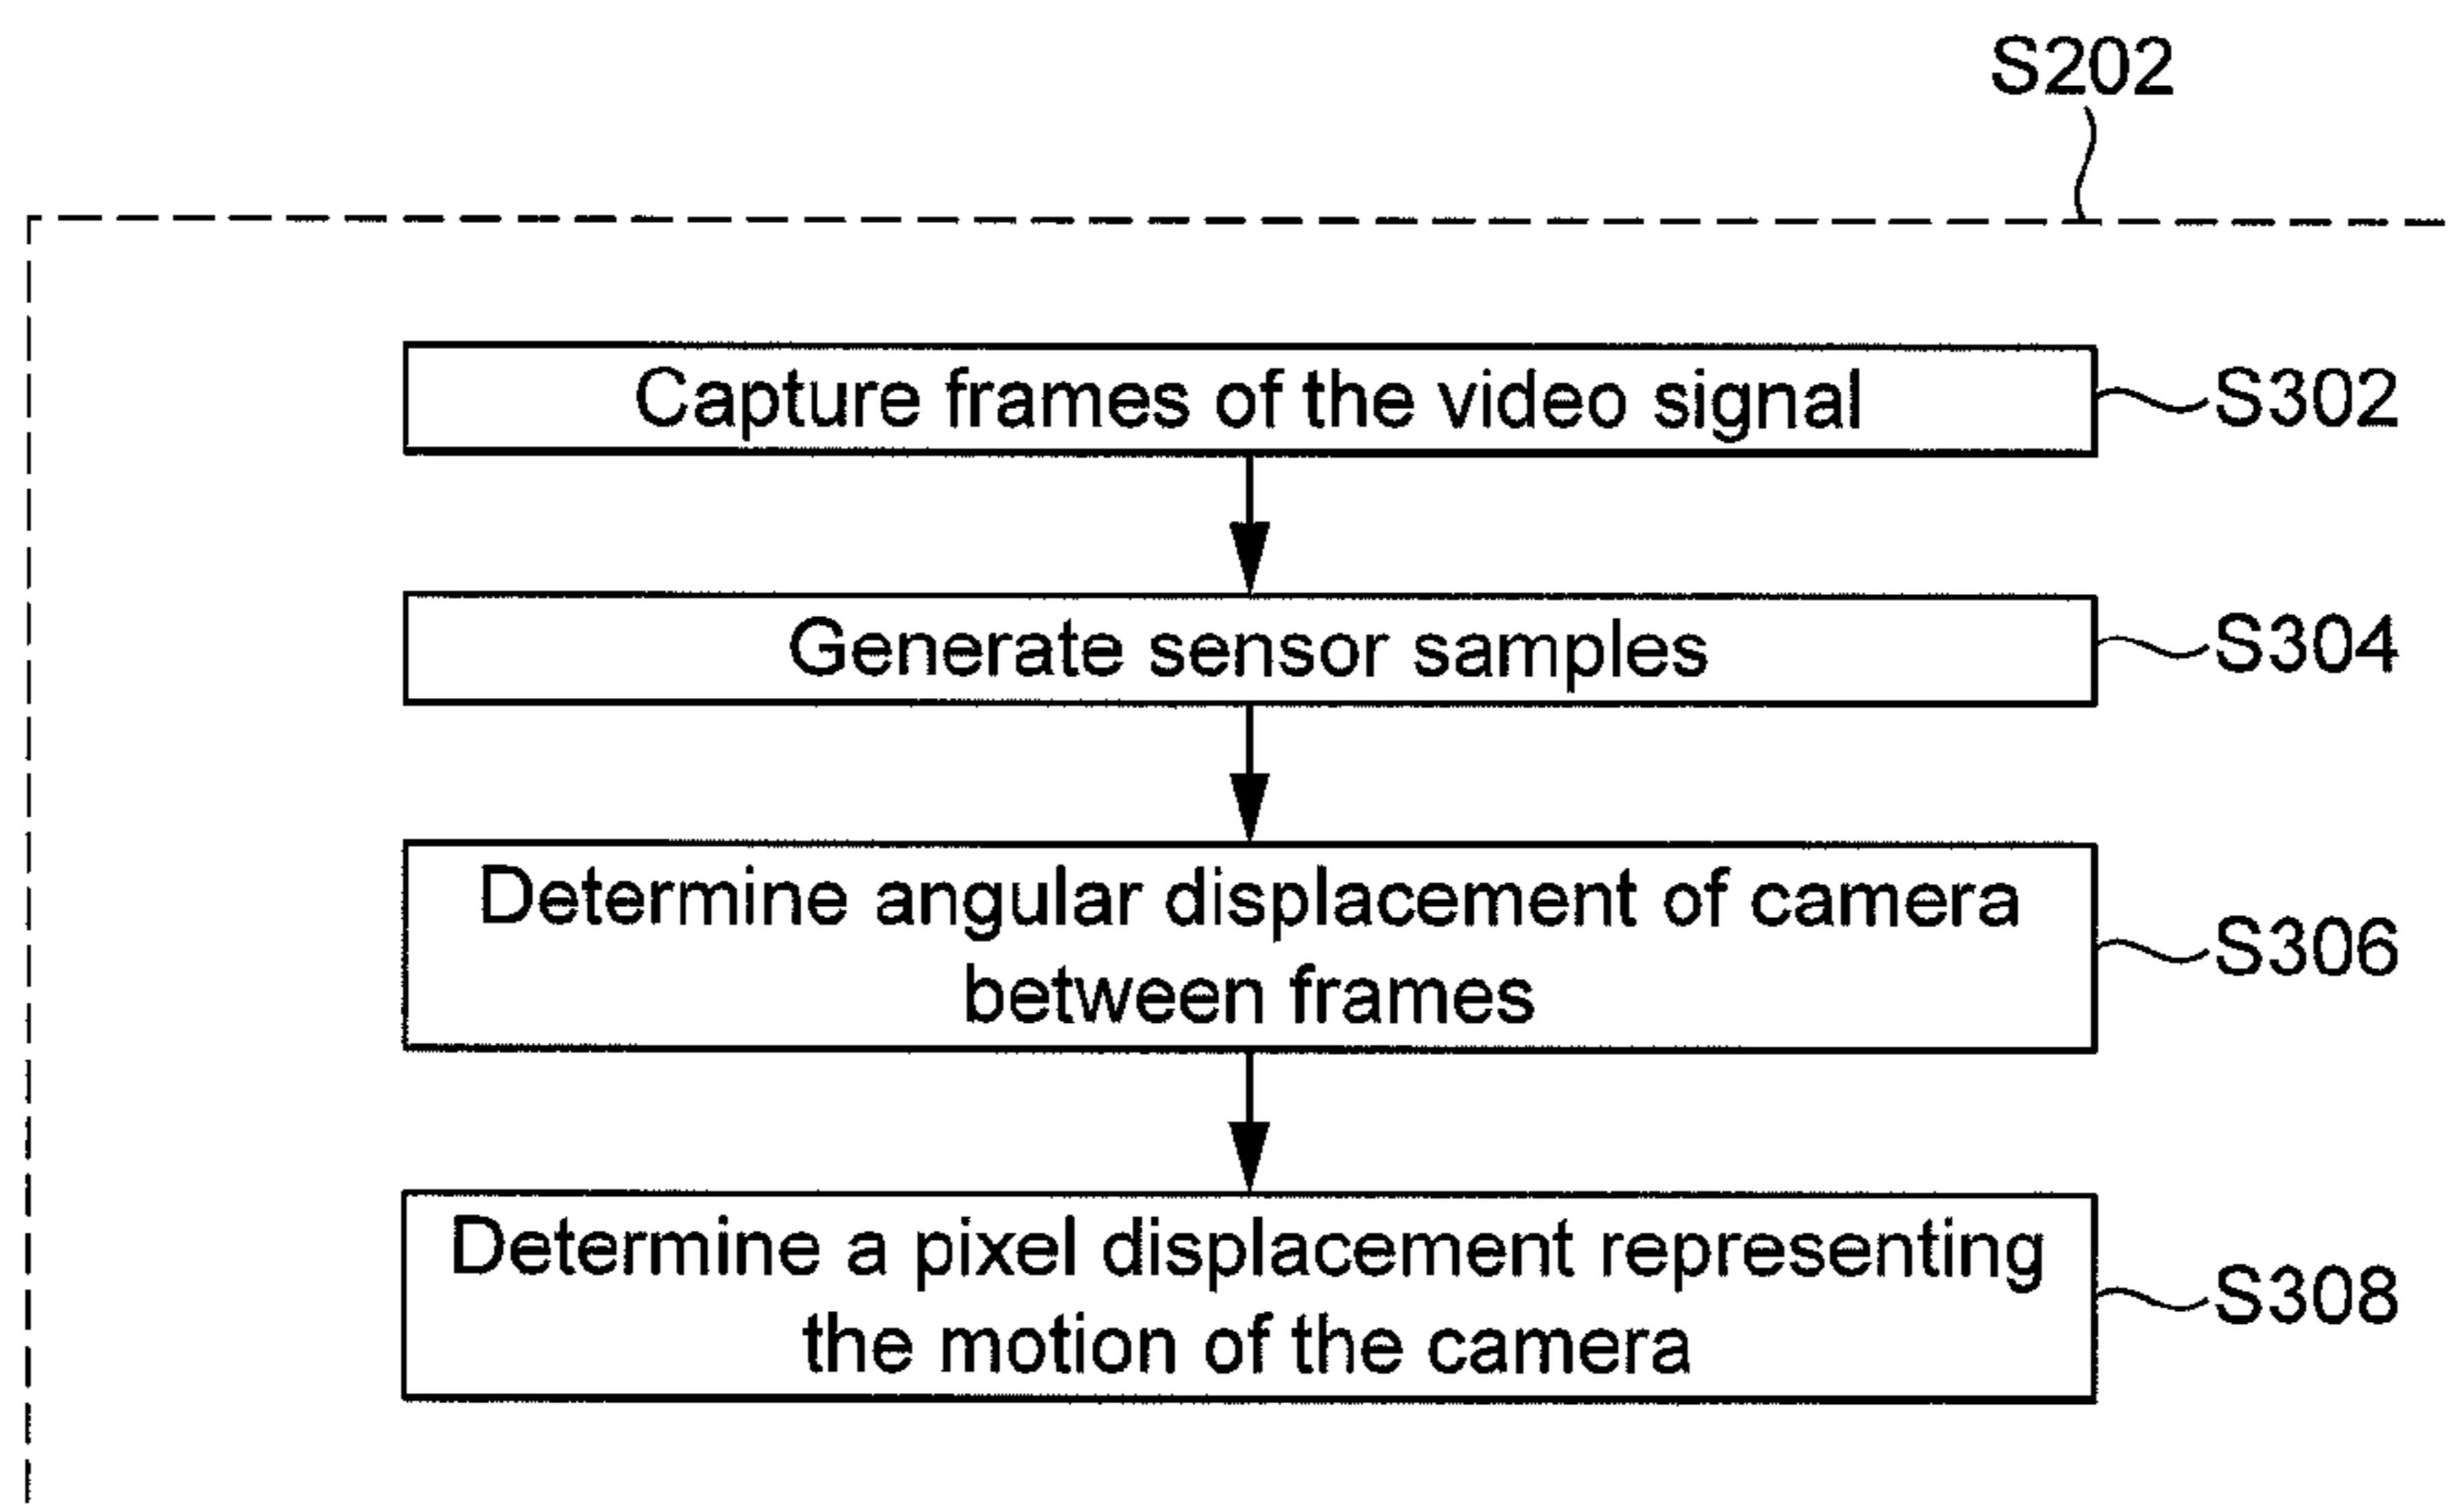 S202
Capture frames of the video signal
S302
Generate sensor samples
S304
Determine angular displacement of camera
between frames
S306
Determine a pixel displacement representing
the motion of the camera
S308